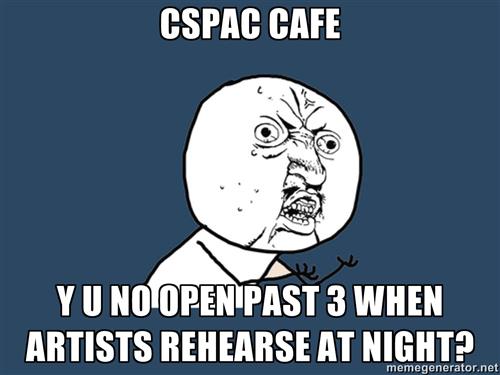 CSPAC CAFE
Y U NO OPEN PAST 3 WHEN
ARTISTS REHEARSE AT NIGHT?
memegenerator.net